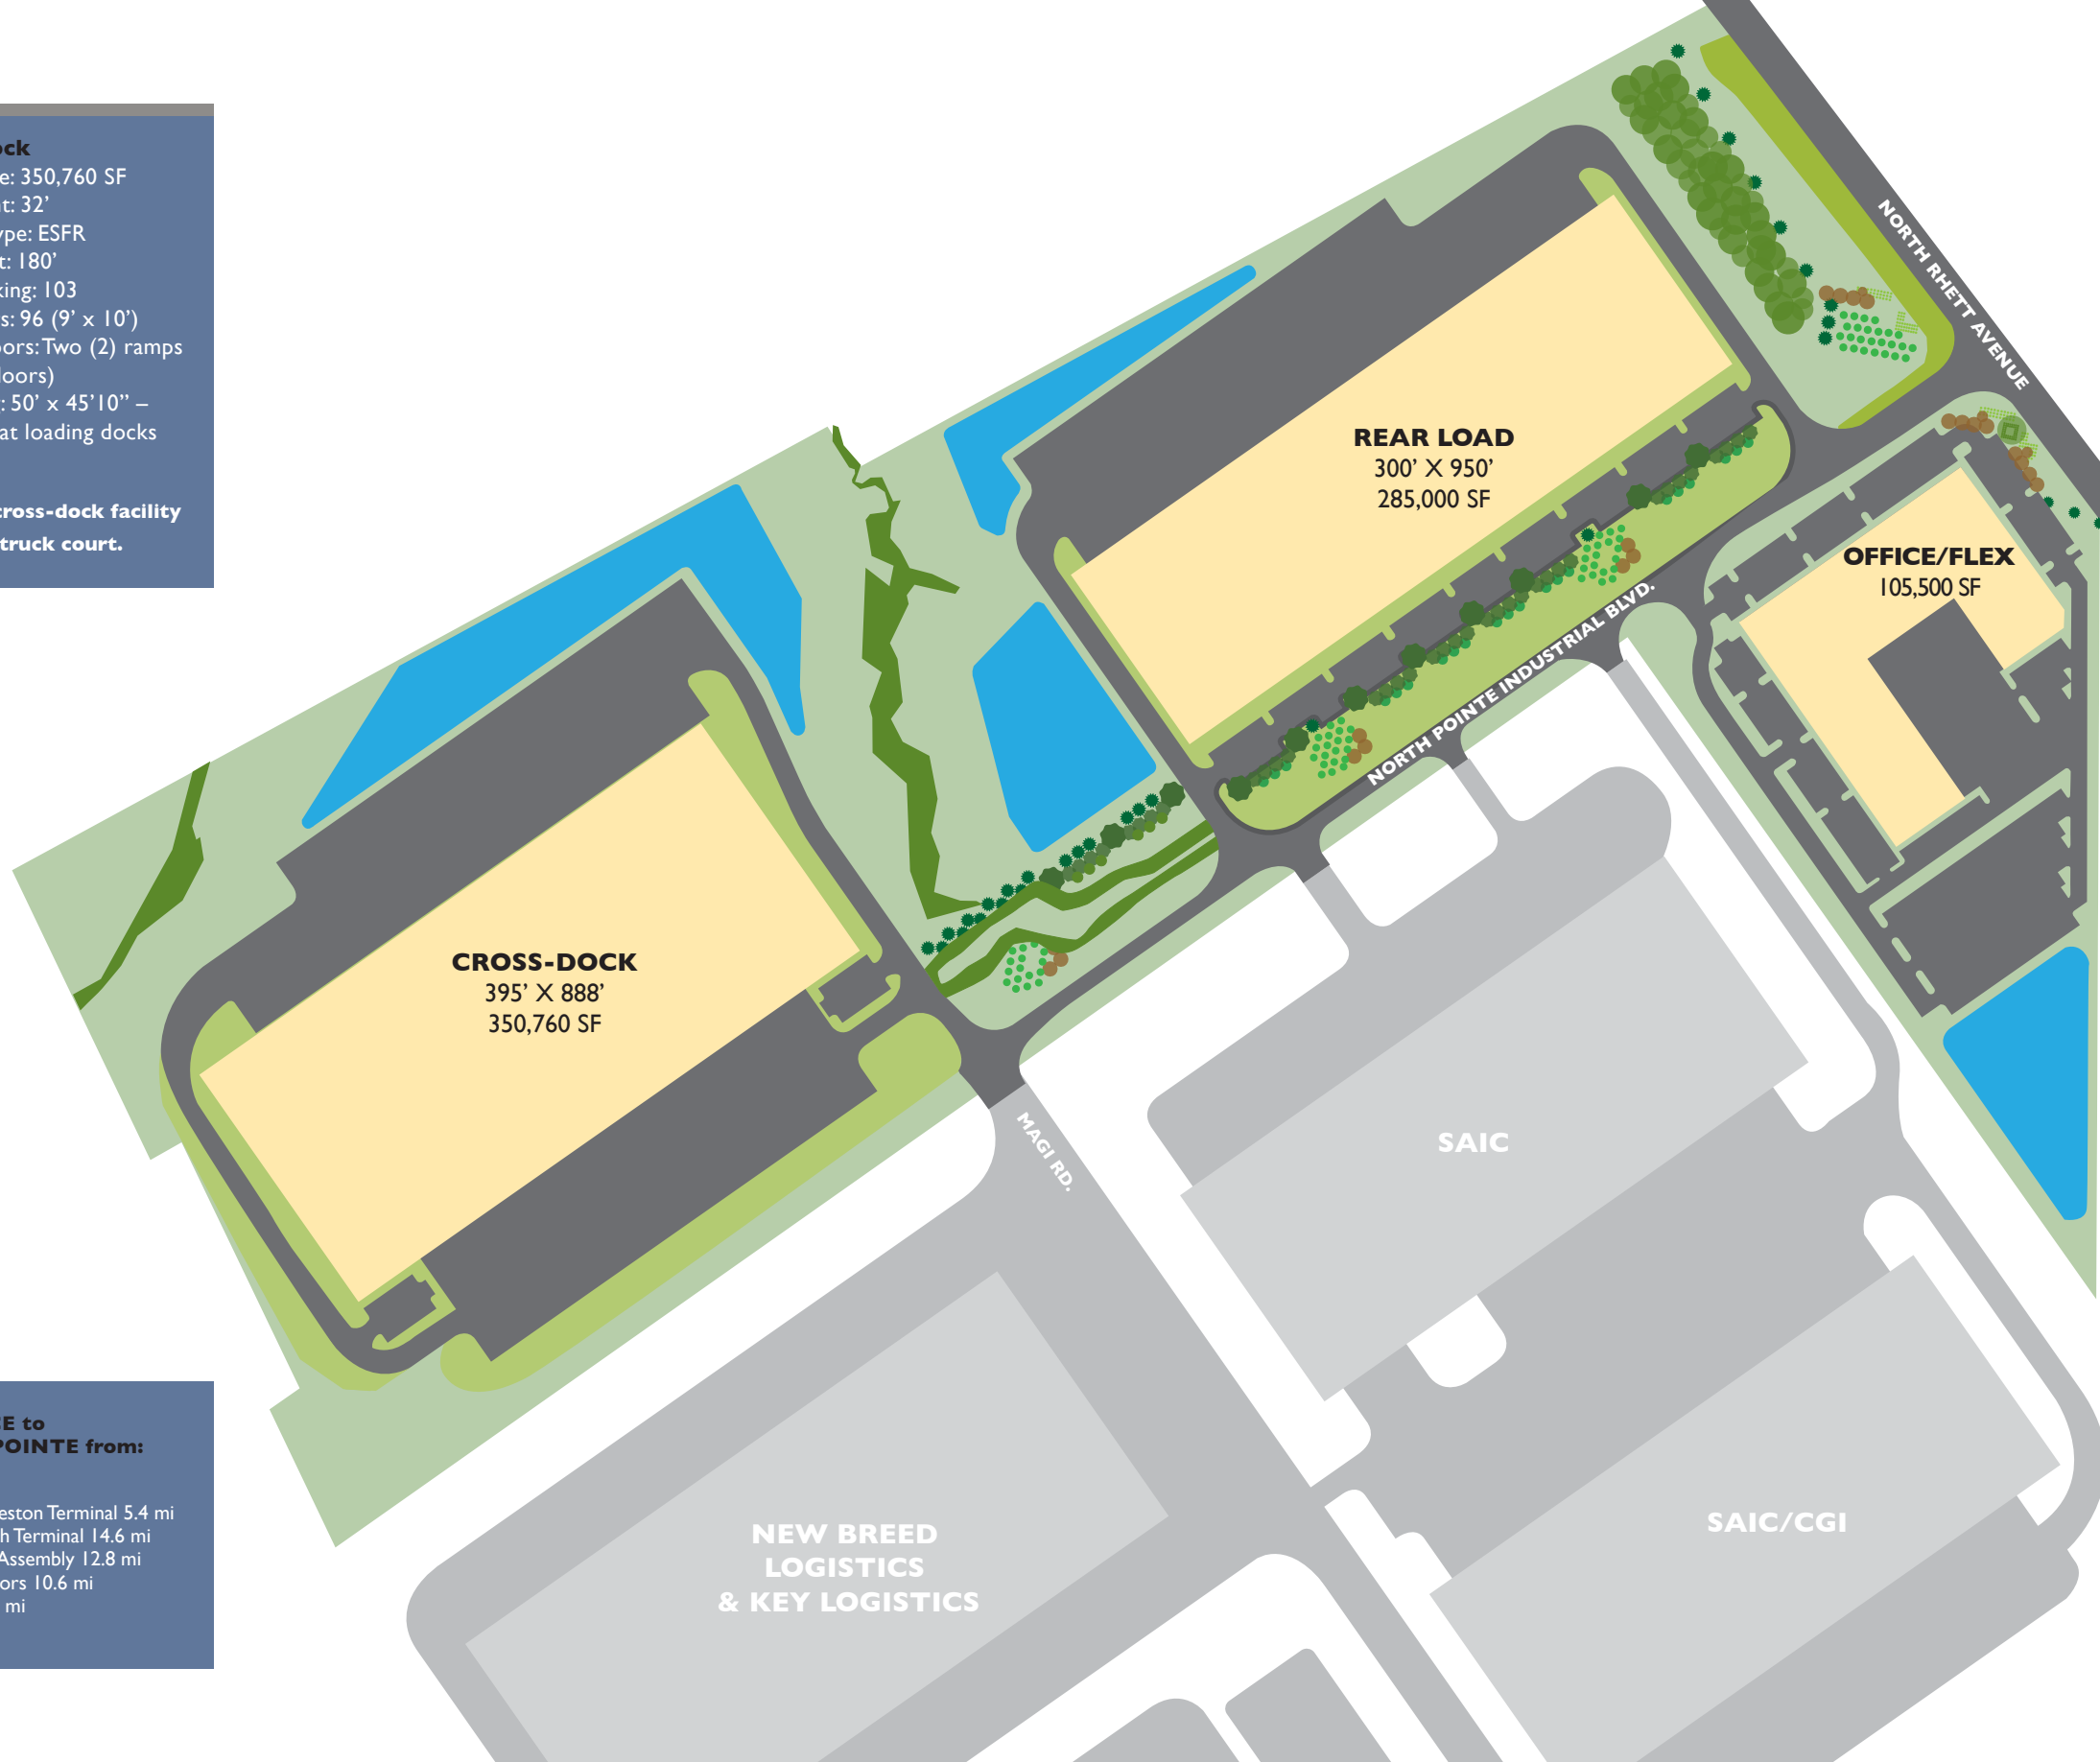 ock
e: 350,760 SF
t: 32’
ype: ESFR
t: 180’
king: 103
s: 96 (9’ x 10’)
oors: Two (2) ramps
doors)
: 50’ x 45’10” –
at loading docks
cross-dock facility
truck court.
NORTH RHETT AVENUE
REAR LOAD
300’ X 950’
285,000 SF
OFFICE/FLEX
105,500 SF
NORTH POINTE INDUSTRIAL BLVD.
CROSS-DOCK
395’ X 888’
350,760 SF
MAGI RD.
SAIC
E to
POINTE from:
eston Terminal 5.4 mi
h Terminal 14.6 mi
Assembly 12.8 mi
ors 10.6 mi
mi
NEW BREED
LOGISTICS
& KEY LOGISTICS
SAIC/CGI